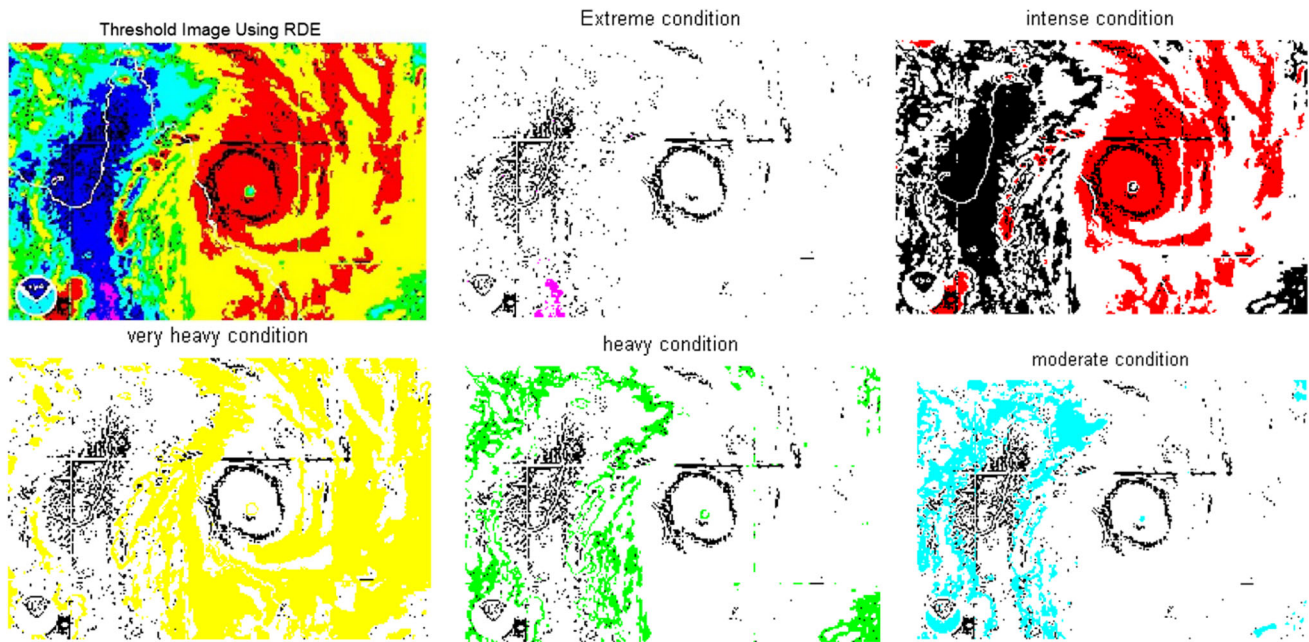 Threshold Image Using RDE
Extreme condition
intense condition
very heavy condition
heavy condition
moderate condition